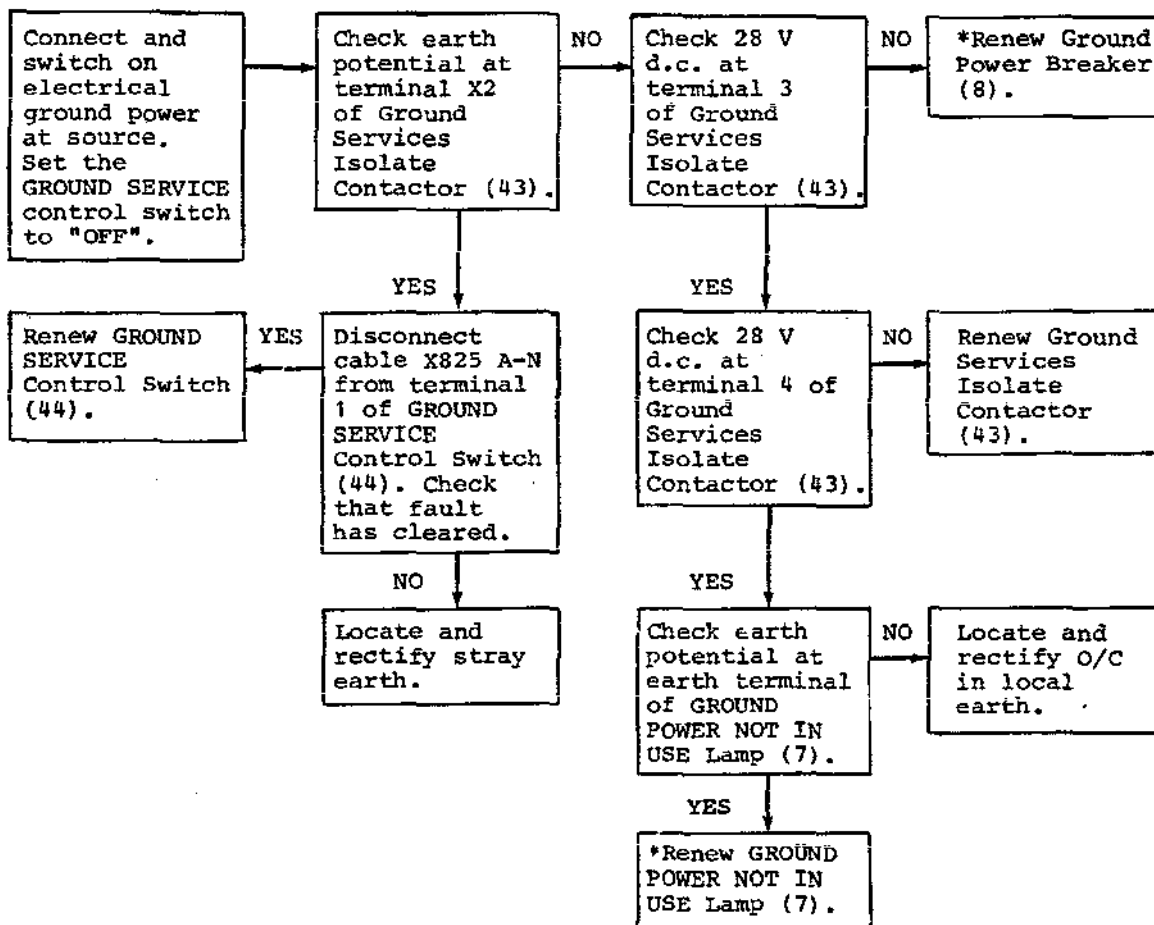 Connect and
switch on
electrical
ground power
at source.
Set the
GROUND SERVICE
control switch
to "OFF".
Check earth
potential at
terminal X2
of Ground
Services
Isolate
Contactor (43).
NO
Check 28 V
d.c. at
terminal 3
of Ground
Services
Isolate
Contactor (43).
NO
*Renew Ground
Power Breaker
(8).
YES
YES
Renew GROUND
SERVICE
Control Switch
(44).
YES
Disconnect
cable X825 A-N
from terminal
1 of GROUND
SERVICE
Control Switch
(44). Check
that fault
has cleared.
Check 28 V
d.c. at
terminal 4 of
Ground
Services
Isolate
Contactor (43).
NO
Renew Ground
Services
Isolate
Contactor
(43).
NO
YES
Locate and
rectify stray
earth.
Check earth
potential at
earth terminal
of GROUND
POWER NOT IN
USE Lamp (7).
NO
Locate and
rectify O/C
in local
earth.
YES
*Renew GROUND
POWER NOT IN
USE Lamp (7).